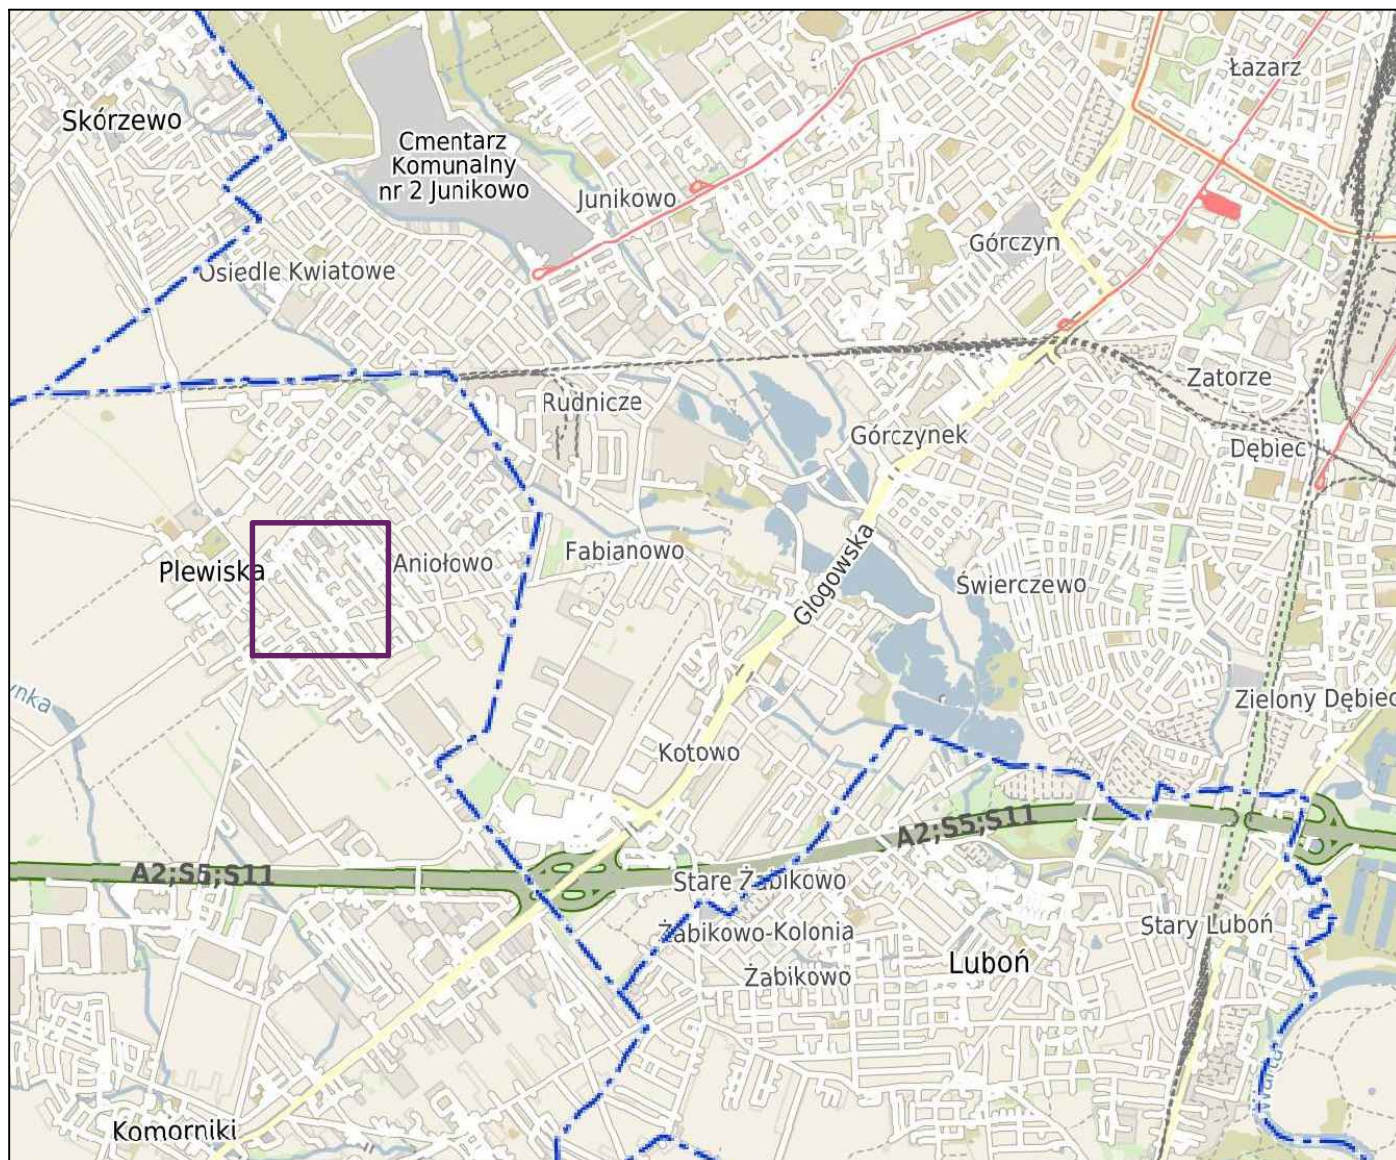 Łazarz
Skórzewo
Cmentarz
Komunalny
nr 2 Junikowo
Junikowo
Górczyn
Osiedle Kwiatowe
Zatorze
Rudnicze
Górczynek
Dębiec
Fabianowo
Aniołowo
Plewiska
Głogowska
Świerczewo
ynka
Zielony Dębiec
Kotowo
A2;S5;S11
A2;S5;S11
Stare Żabikowo
Stary Luboń
Żabikowo-Kolonia
Luboń
Żabikowo
Warta
Komorniki